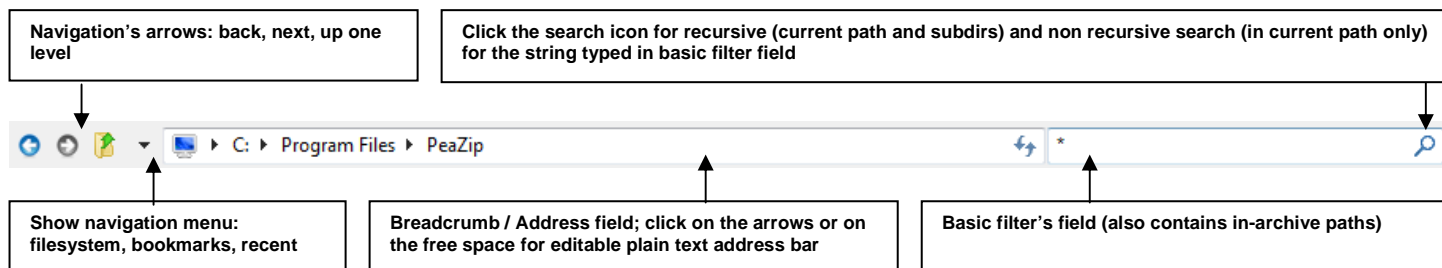 Navigation's arrows: back, next, up one
level
Click the search icon for recursive (current path and subdirs) and non recursive search (in current path only)
for the string typed in basic filter field
C: Program Files PeaZip
*
Show navigation menu:
filesystem, bookmarks, recent
Breadcrumb / Address field; click on the arrows or on
the free space for editable plain text address bar
Basic filter's field (also contains in-archive paths)